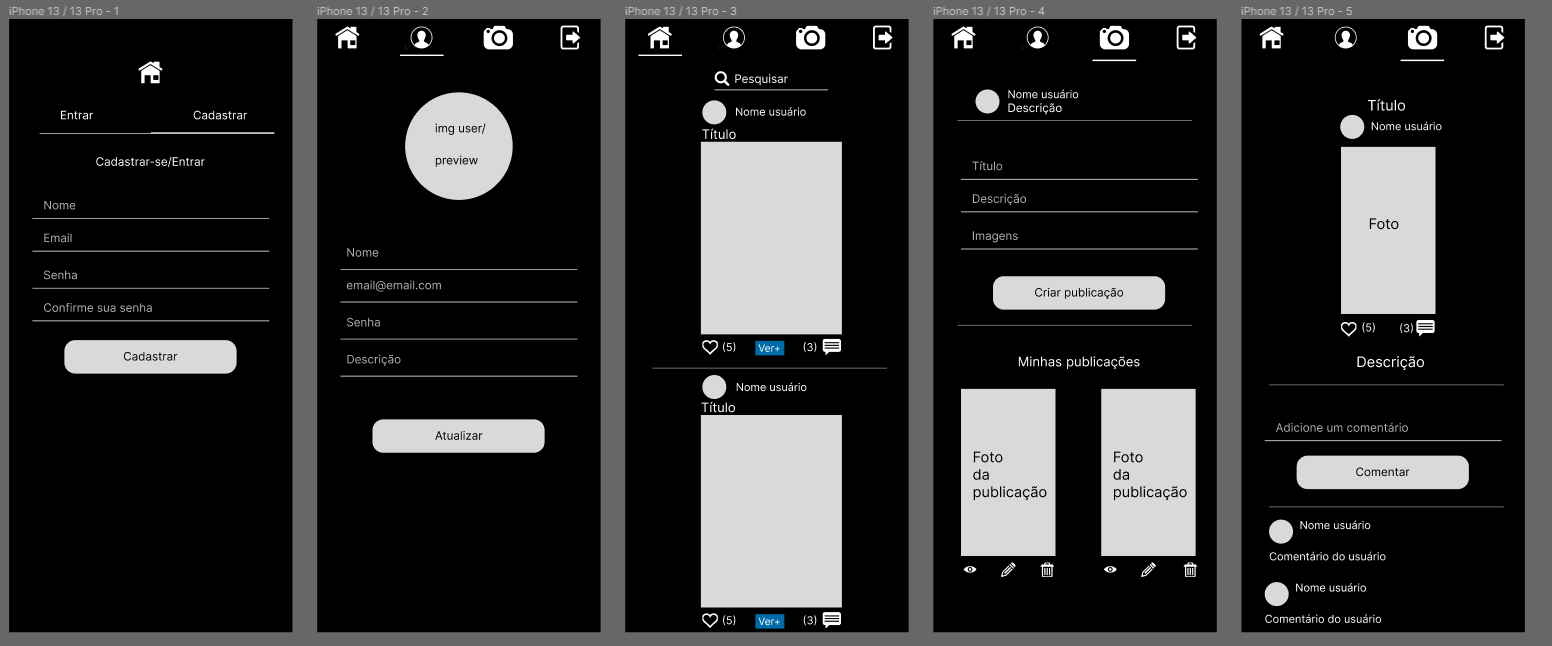 iPhone 13 / 13 Pro - 1
Entrar
Cadastrar
Cadastrar-se/Entrar
Nome
Email
Senha
Confirme sua senha
Cadastrar
iPhone 13 / 13 Pro - 2
img user/
preview
Nome
email@email.com
Senha
Descrição
Atualizar
iPhone 13 / 13 Pro - 3
Pesquisar
Nome usuário
Título
(5)
Ver+
(3)
Nome usuário
Título
(5)
Ver+
(3)
iPhone 13 / 13 Pro - 4
Nome usuário
Descrição
Título
Descrição
Imagens
Criar publicação
Minhas publicações
Foto
da
publicação
Foto
da
publicação
iPhone 13 / 13 Pro - 5
Título
Nome usuário
Foto
(5)
(3)
Descrição
Adicione um comentário
Comentar
Nome usuário
Comentário do usuário
Nome usuário
Comentário do usuário